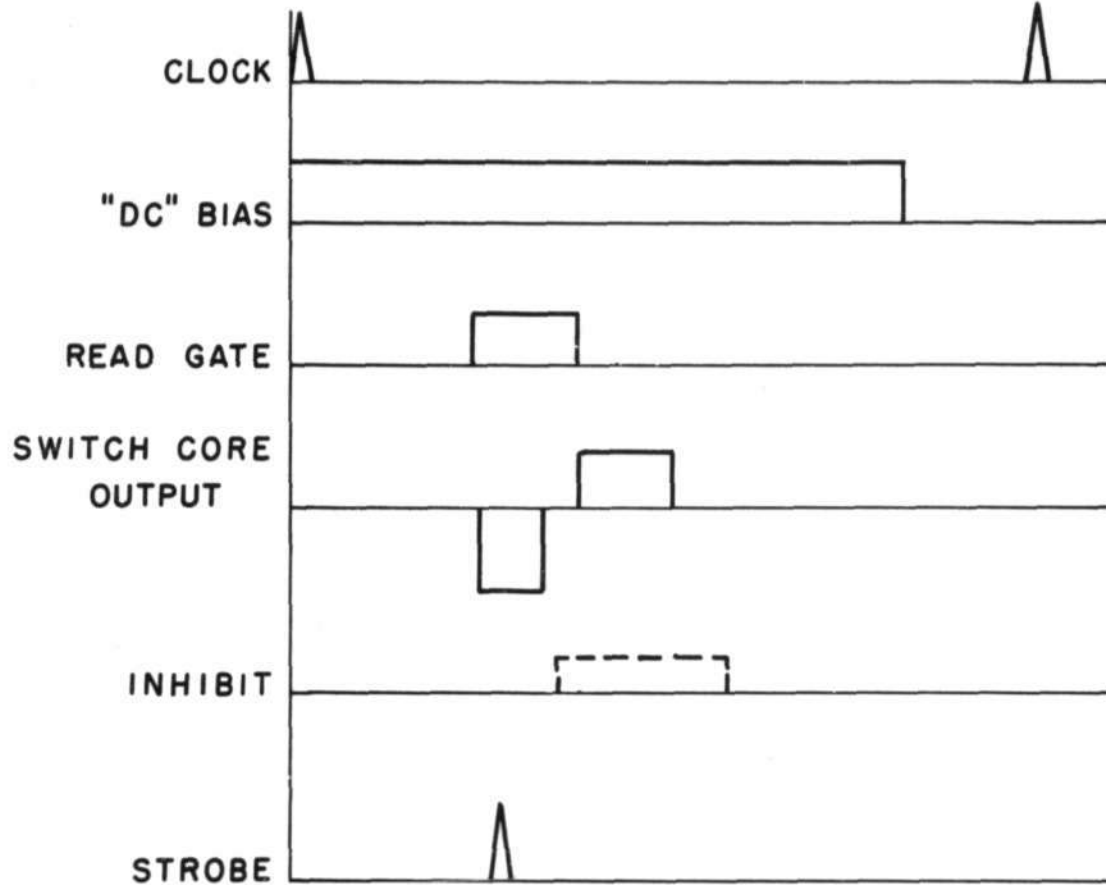 CLOCK
"DC" BIAS
READ GATE
SWITCH CORE
OUTPUT
INHIBIT
STROBE